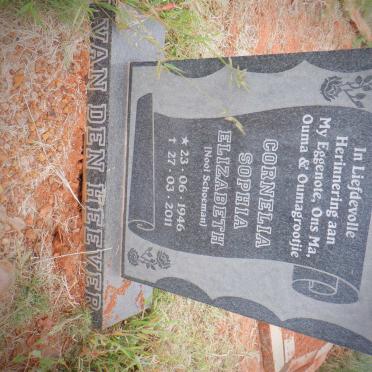 In Liefdevolle
Herinnering aan
My Eggenote, Ons Ma,
Ouma & Oumagrootjie
CORNELIA
SOPHIA
ELIZABETH
(Nooi Schoeman)
★ 23 · 06 · 1946
✝ 27 · 03 · 2011
VAN DEN HEEVER